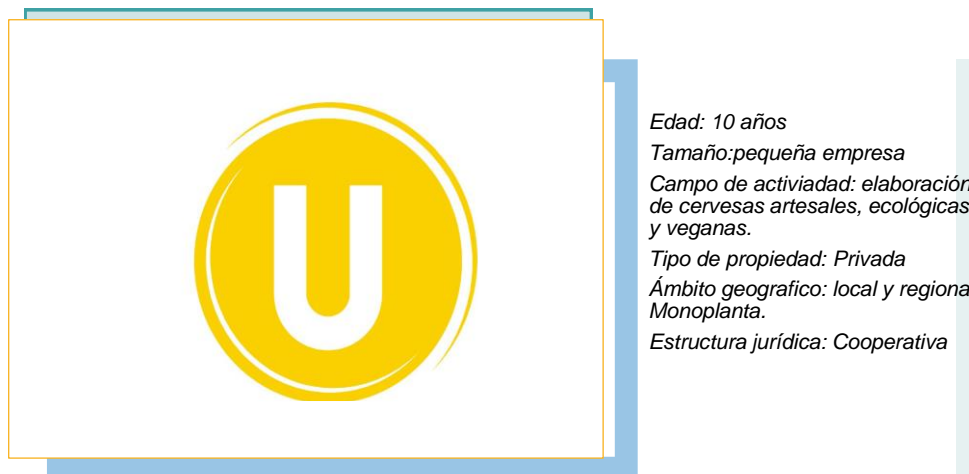 U
Edad: 10 años
Tamaño:pequeña empresa
Campo de activiadad: elaboración
de cervesas artesales, ecológicas
y veganas.
Tipo de propiedad: Privada
Ámbito geografico: local y regiona
Monoplanta.
Estructura jurídica: Cooperativa